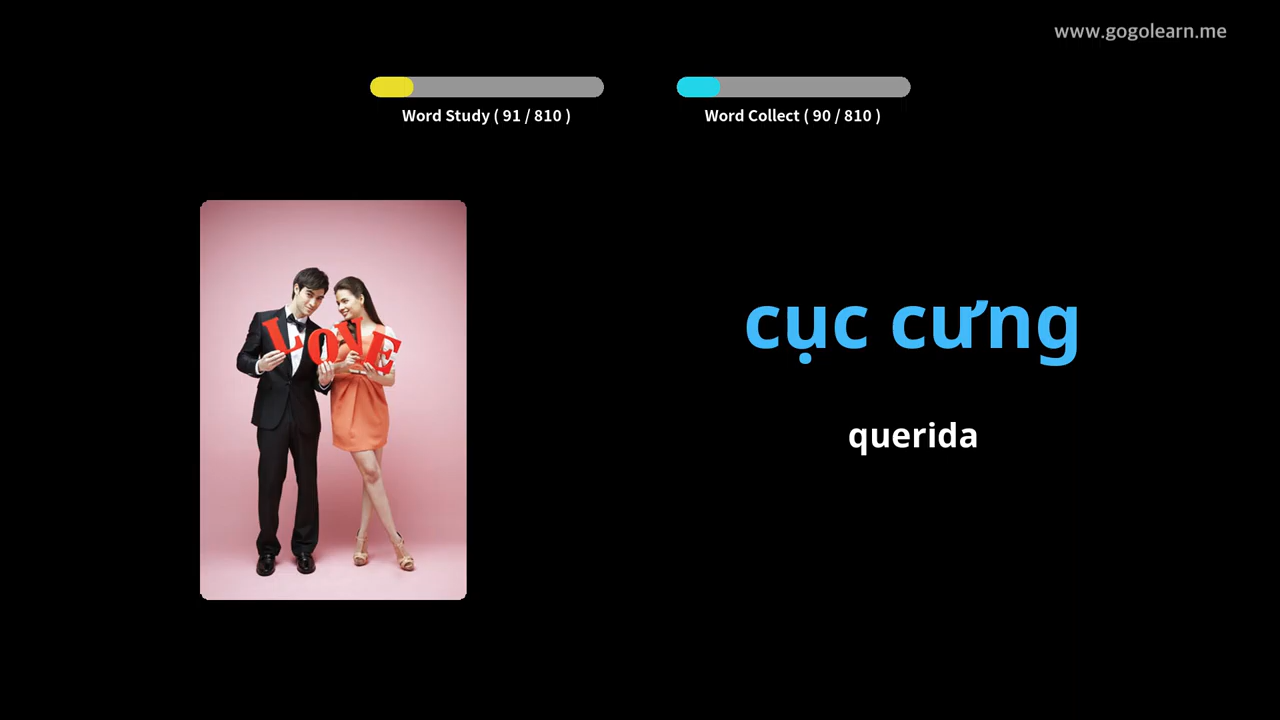 www.gogolearn.me
Word Study ( 91 / 810 )
Word Collect ( 90 / 810 )
LOVE
cục cưng
querida